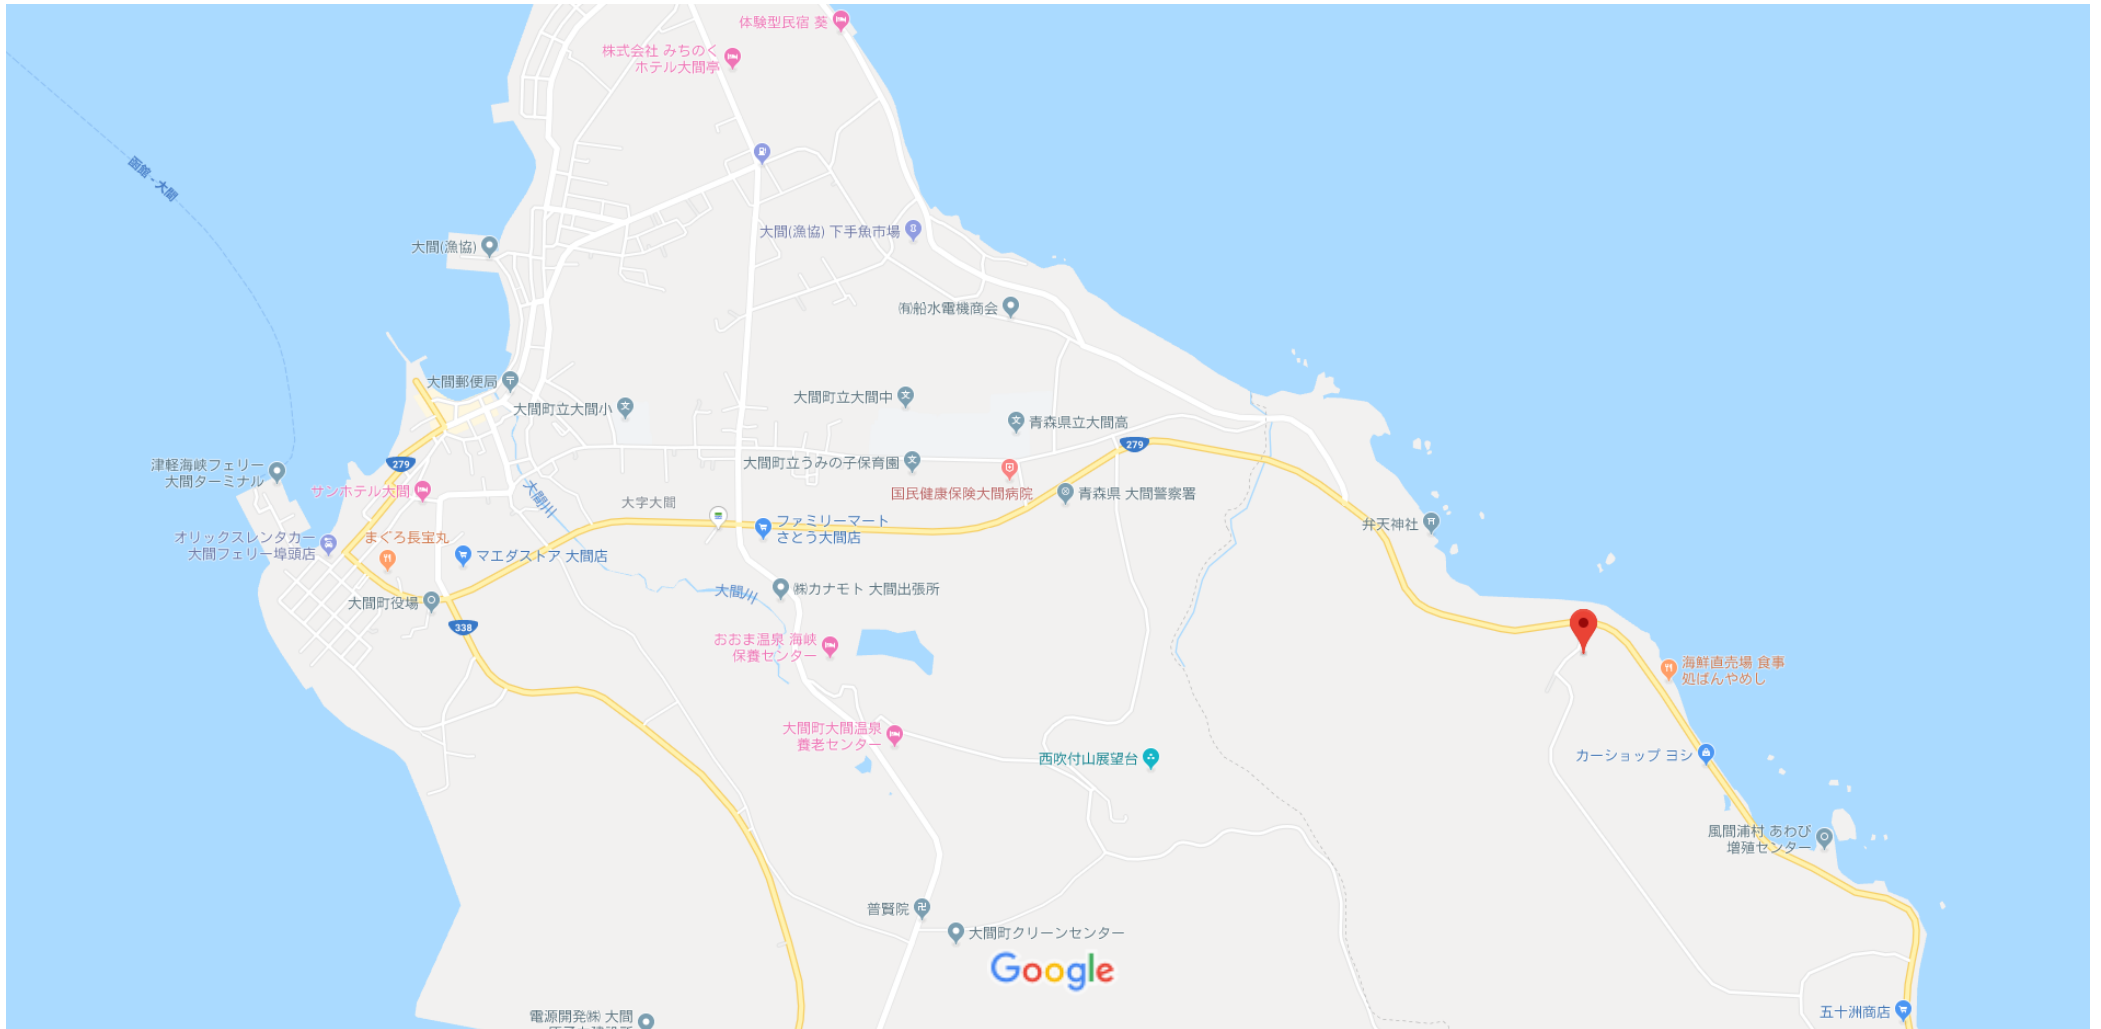 体験型民宿 葵
株式会社 みちのく
ホテル大間亭
函館 - 大間
大間(漁協)
大間(漁協) 下手魚市場
㈲船水電機商会
大間郵便局
大間町立大間小
大間町立大間中
青森県立大間高
279
279
津軽海峡フェリー
大間ターミナル
大間町立うみの子保育園
サンホテル大間
国民健康保険大間病院
青森県 大間警察署
大間川
大字大間
ファミリーマート
さとう大間店
弁天神社
オリックスレンタカー
大間フェリー埠頭店
まぐろ長宝丸
マエダストア 大間店
大間川
㈱カナモト 大間出張所
大間町役場
338
おおま温泉 海峡
保養センター
海鮮直売場 食事
処ばんやめし
大間町大間温泉
養老センター
西吹付山展望台
カーショップ ヨシ
風間浦村 あわび
増殖センター
普賢院
大間町クリーンセンター
Google
電源開発㈱ 大間
五十洲商店